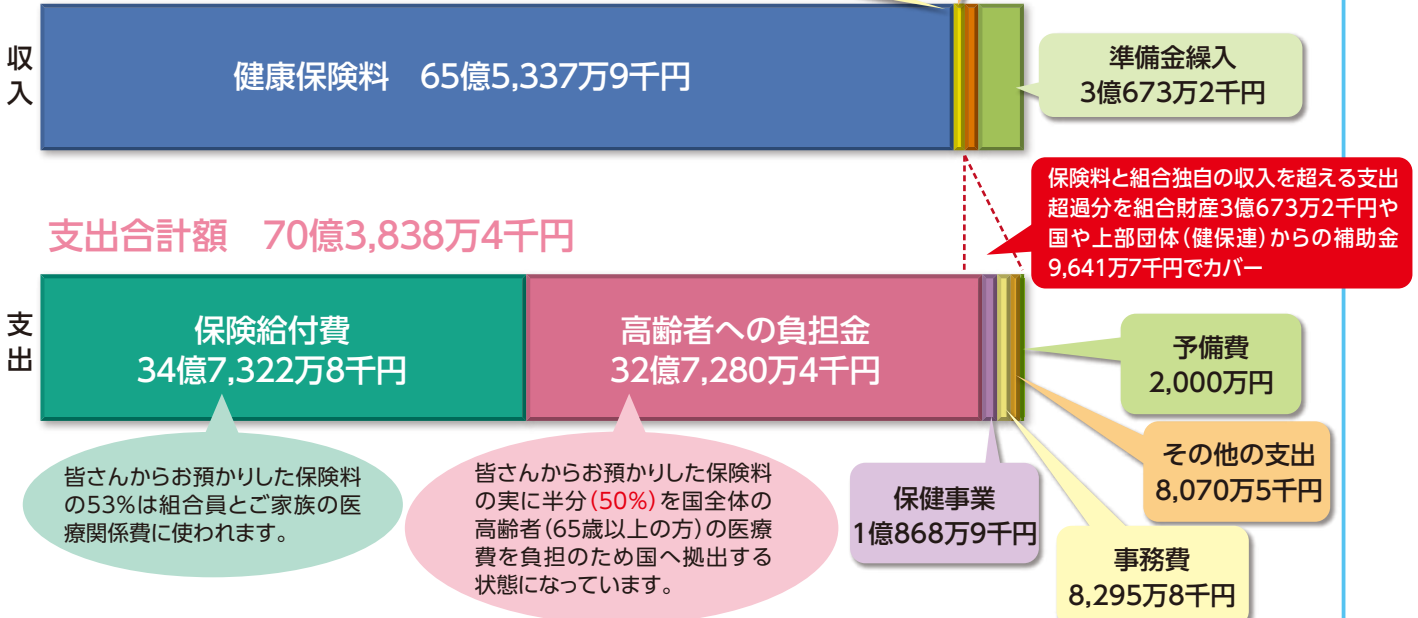 収入
健康保険料　65億5,337万9千円
準備金繰入
3億673万2千円
保険料と組合独自の収入を超える支出
超過分を組合財産3億673万2千円や
国や上部団体(健保連)からの補助金
9,641万7千円でカバー
支出合計額　70億3,838万4千円
支出
保険給付費
34億7,322万8千円
高齢者への負担金
32億7,280万4千円
予備費
2,000万円
その他の支出
8,070万5千円
保健事業
1億868万9千円
事務費
8,295万8千円
皆さんからお預かりした保険料
の53%は組合員とご家族の医
療関係費に使われます。
皆さんからお預かりした保険料
の実に半分(50%)を国全体の
高齢者(65歳以上の方)の医療
費を負担のため国へ拠出する
状態になっています。